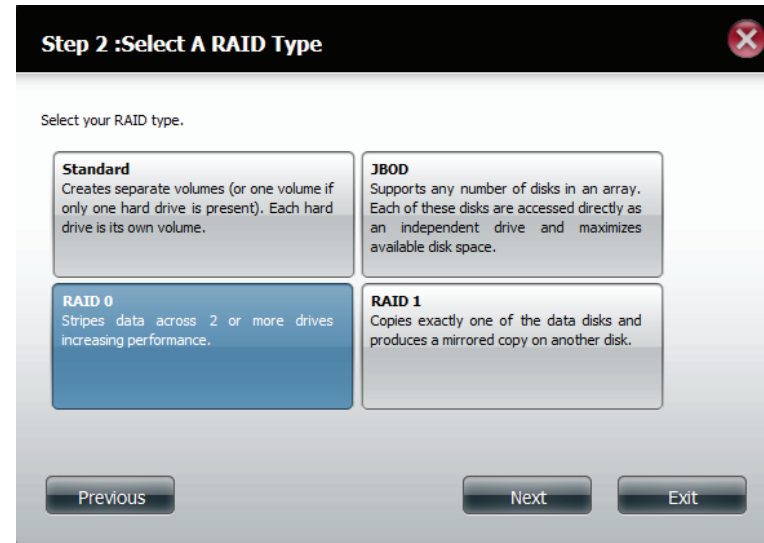 Step 2 :Select A RAID Type
Select your RAID type.
Standard
Creates separate volumes (or one volume if
only one hard drive is present). Each hard
drive is its own volume.
JBOD
Supports any number of disks in an array.
Each of these disks are accessed directly as
an independent drive and maximizes
available disk space.
RAID 0
Stripes data across 2 or more drives
increasing performance.
RAID 1
Copies exactly one of the data disks and
produces a mirrored copy on another disk.
Previous
Next
Exit